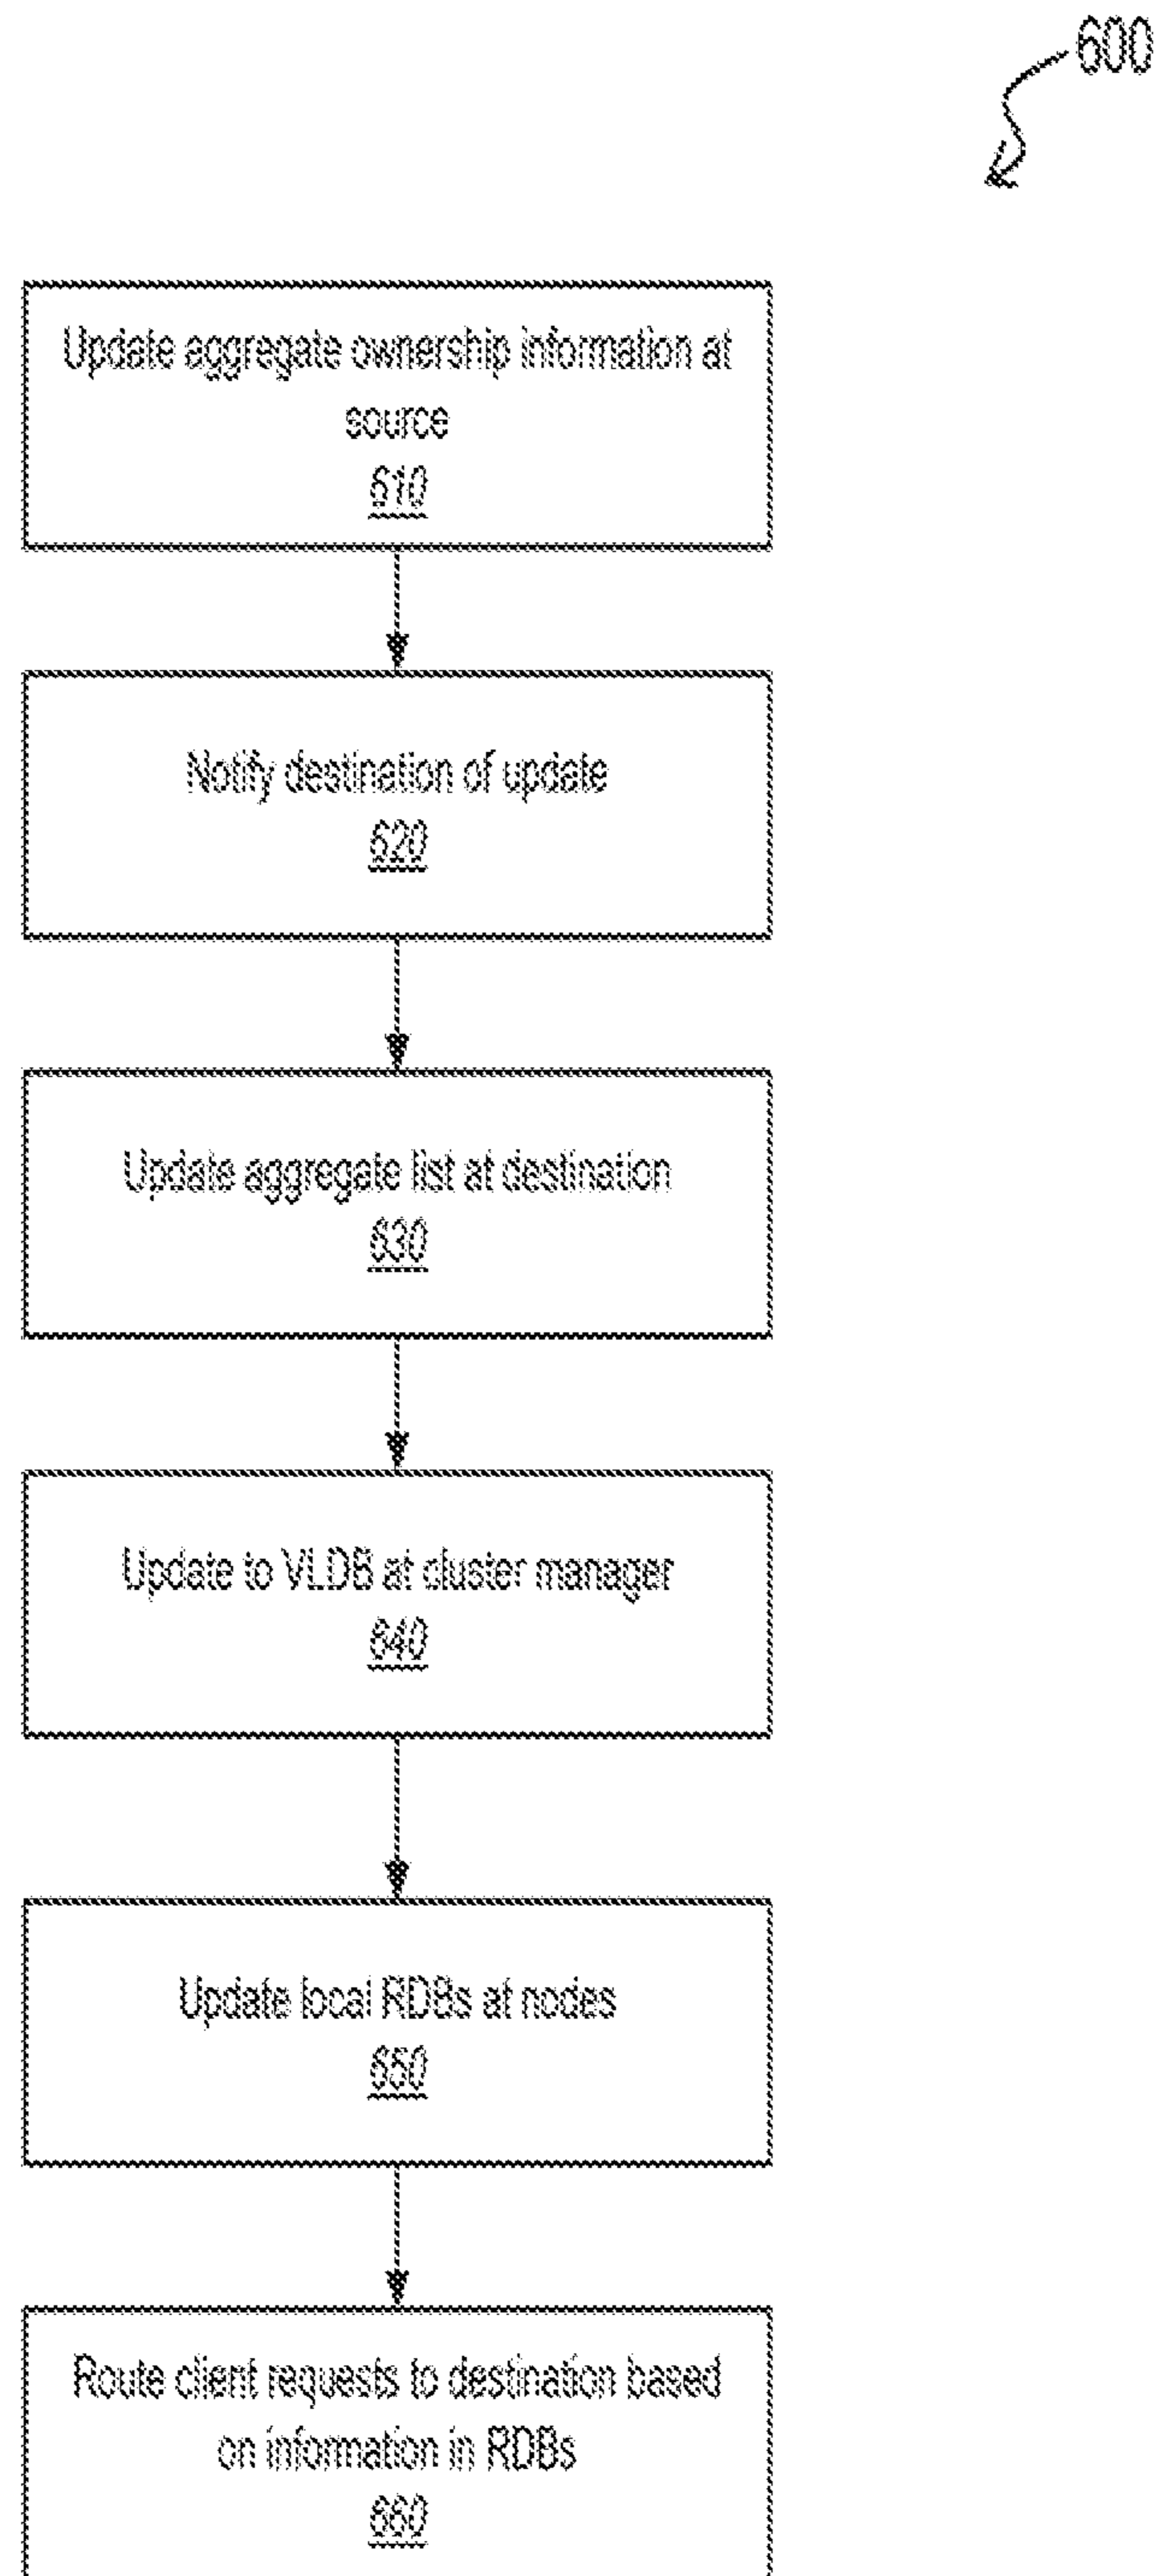 600
Update aggregate ownership information at
source
610
Notify destination of update
620
Update aggregate list at destination
630
Update to VLDB at cluster manager
640
Update local RDBs at nodes
650
Route client requests to destination based
on information in RDBs
660